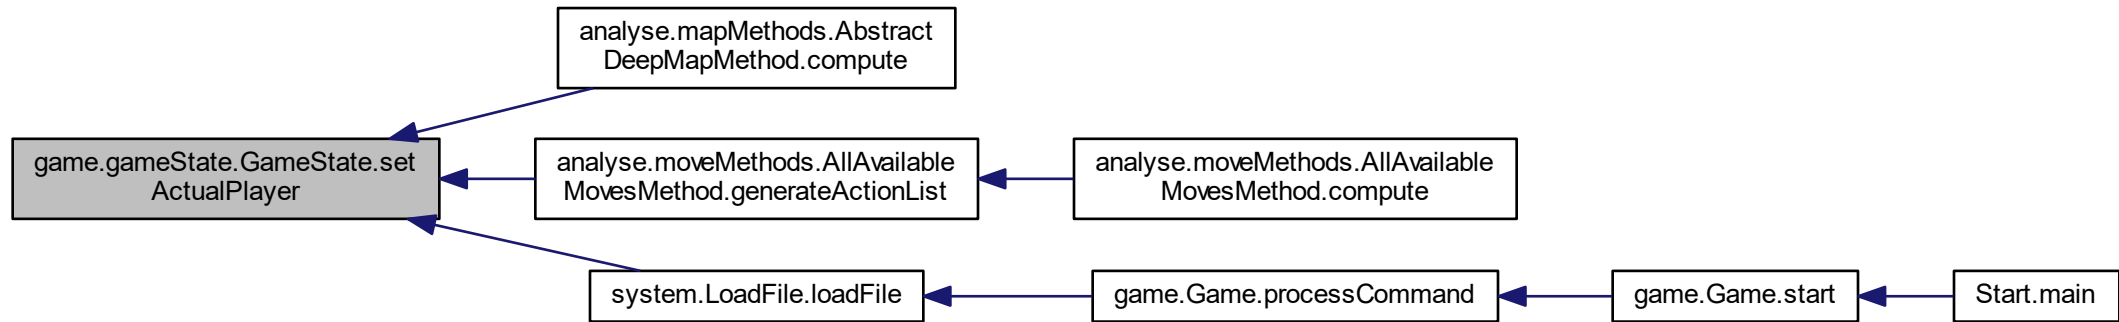 analyse.mapMethods.Abstract
DeepMapMethod.compute
game.gameState.GameState.set
ActualPlayer
analyse.moveMethods.AllAvailable
MovesMethod.generateActionList
analyse.moveMethods.AllAvailable
MovesMethod.compute
system.LoadFile.loadFile
game.Game.processCommand
game.Game.start
Start.main